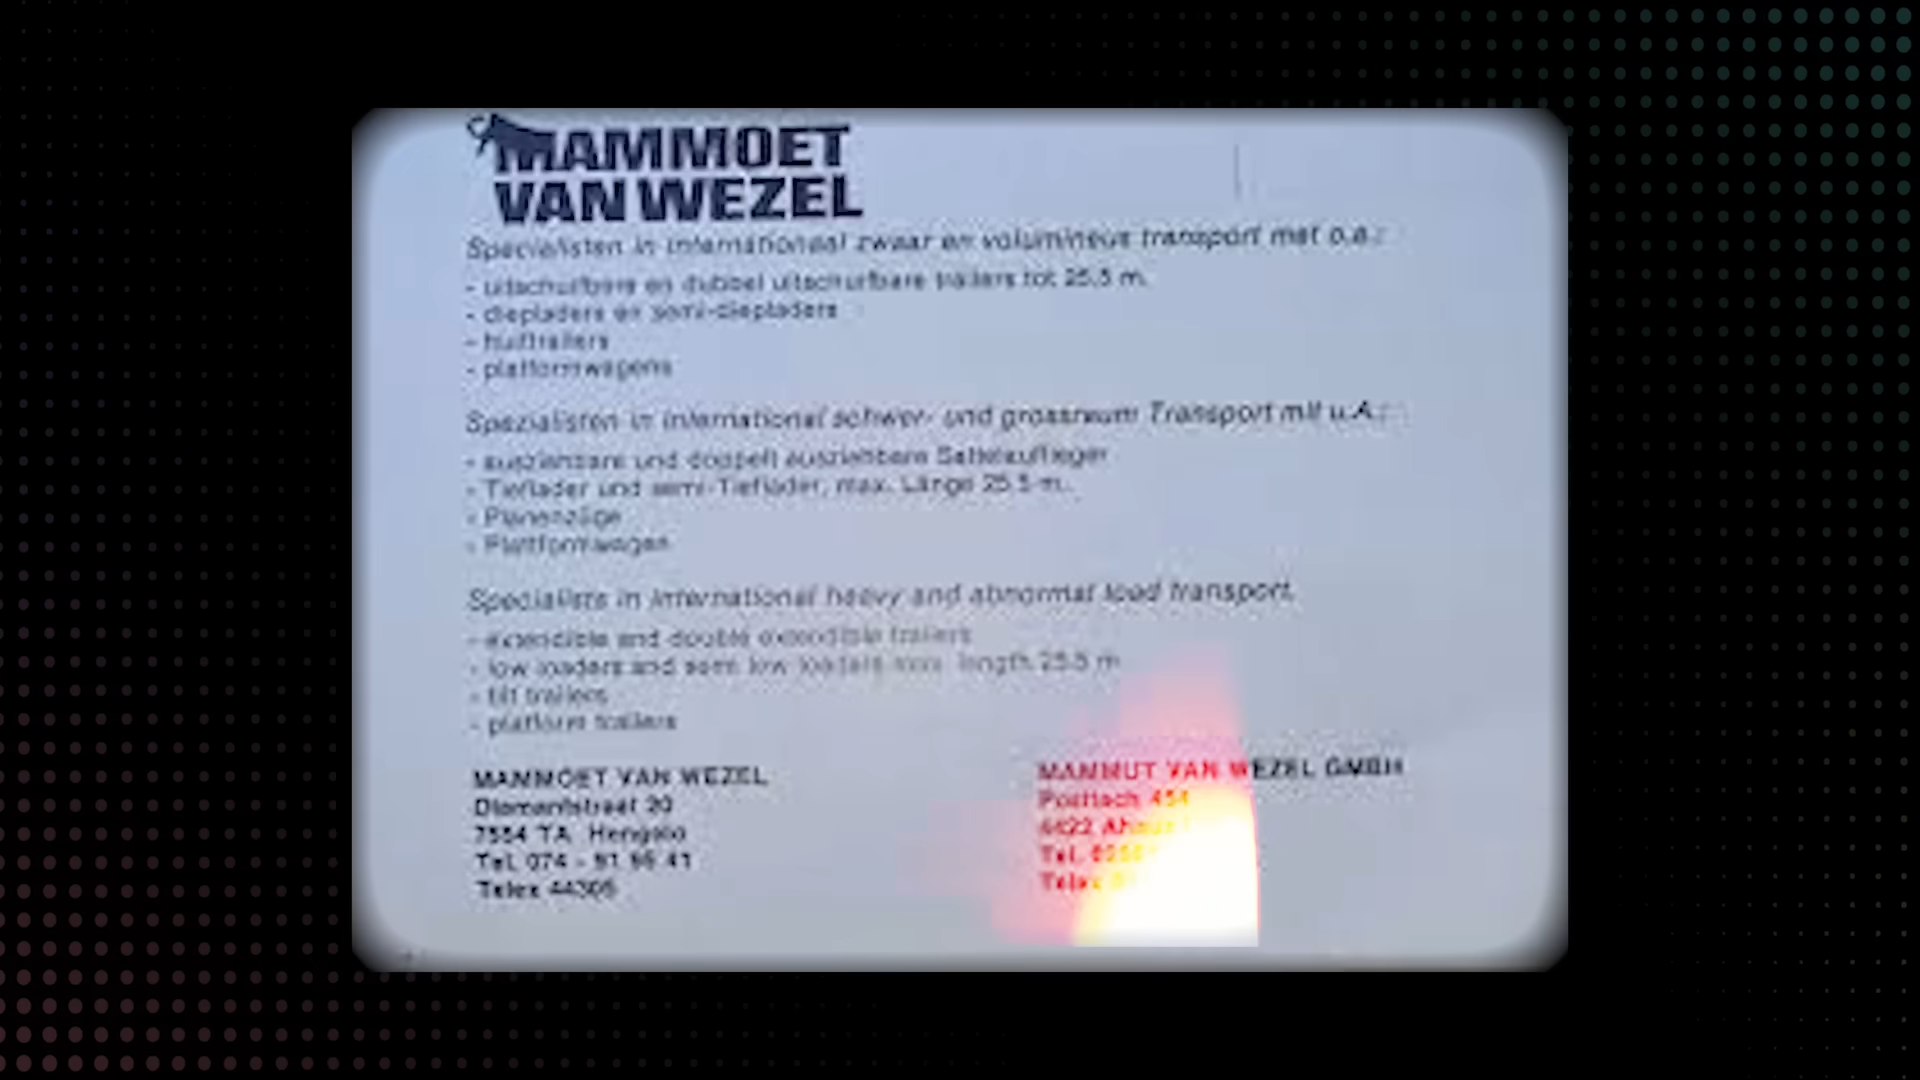 MAMMOET
VAN WEZEL
Specialisten in internationaal zwaar en volumineus transport met o.a.:
- uitschuifbare en dubbel uitschuifbare trailers tot 25.5 m.
- diepladers en semi-diepladers
- huiftrailers
- platformwagens
Spezialisten in international schwer- und grossraum Transport mit u.A.:
- ausziehbare und doppelt ausziehbare Sattelauflieger
- Tieflader und semi-Tieflader, max. Länge 25.5 m.
- Planenzüge
- Plattformwagen
Specialists in international heavy and abnormal load transport.
- extendible and double extendible trailers
- low loaders and semi low loaders max. length 25.5 m
- tilt trailers
- platform trailers
MAMMOET VAN WEZEL
Diamantstraat 20
7554 TA Hengelo
Tel. 074 - 91 95 41
Telex 44305
MAMMUT VAN WEZEL GMBH
Postfach 454
4422
Tel.
Telex